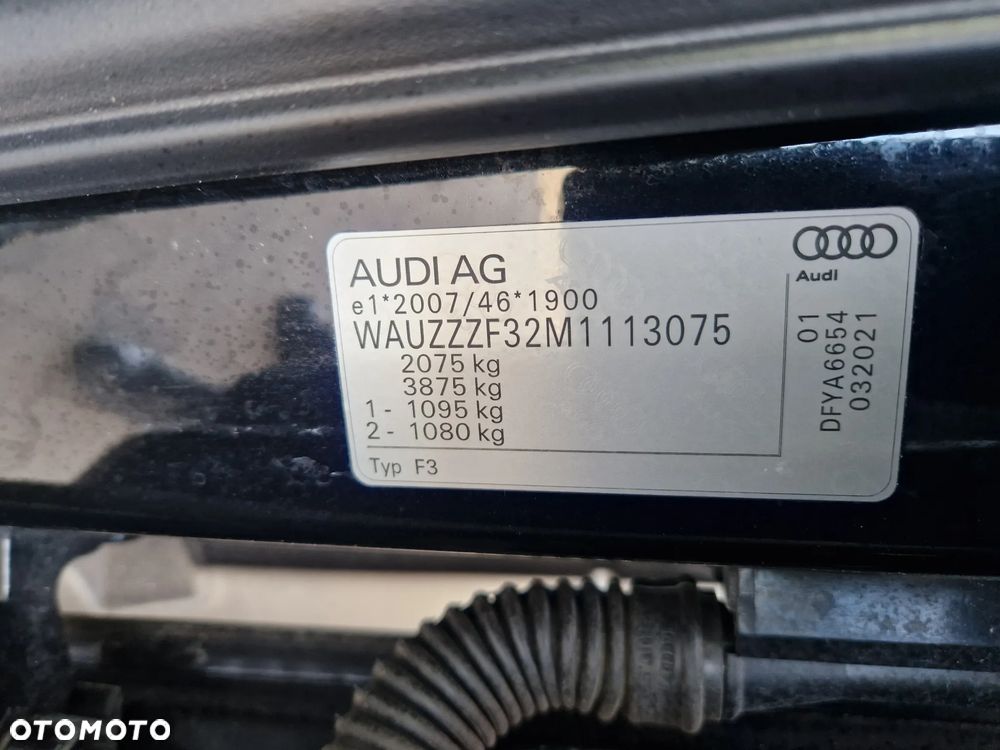 AUDI AG
e1*2007/46*1900
WAUZZZF32M1113075
2075 kg
3875 kg
1 - 1095 kg
2 - 1080 kg
Typ F3
Audi
01
DFYA6654
032021
OTOMOTO